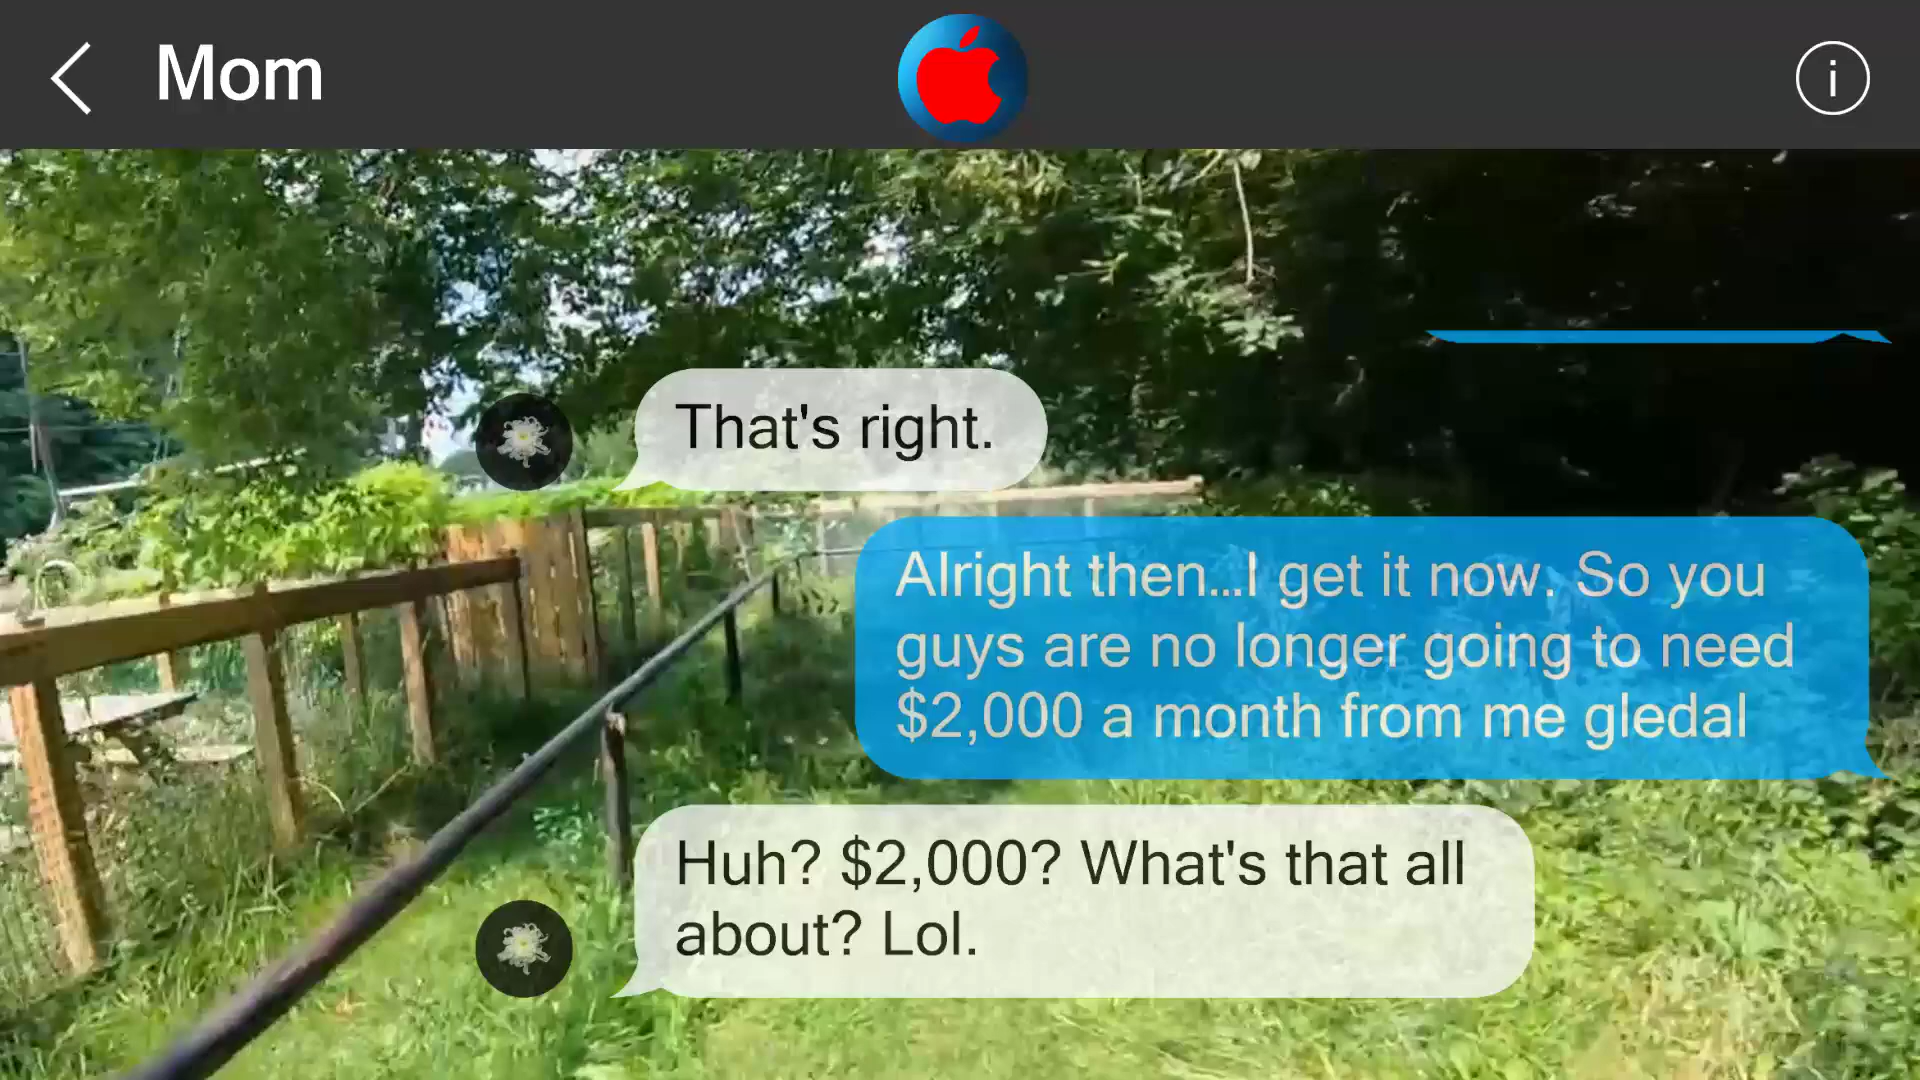 Mom
That's right.
Alright then...I get it now. So you
guys are no longer going to need
$2,000 a month from me gledal
Huh? $2,000? What's that all
about? Lol.